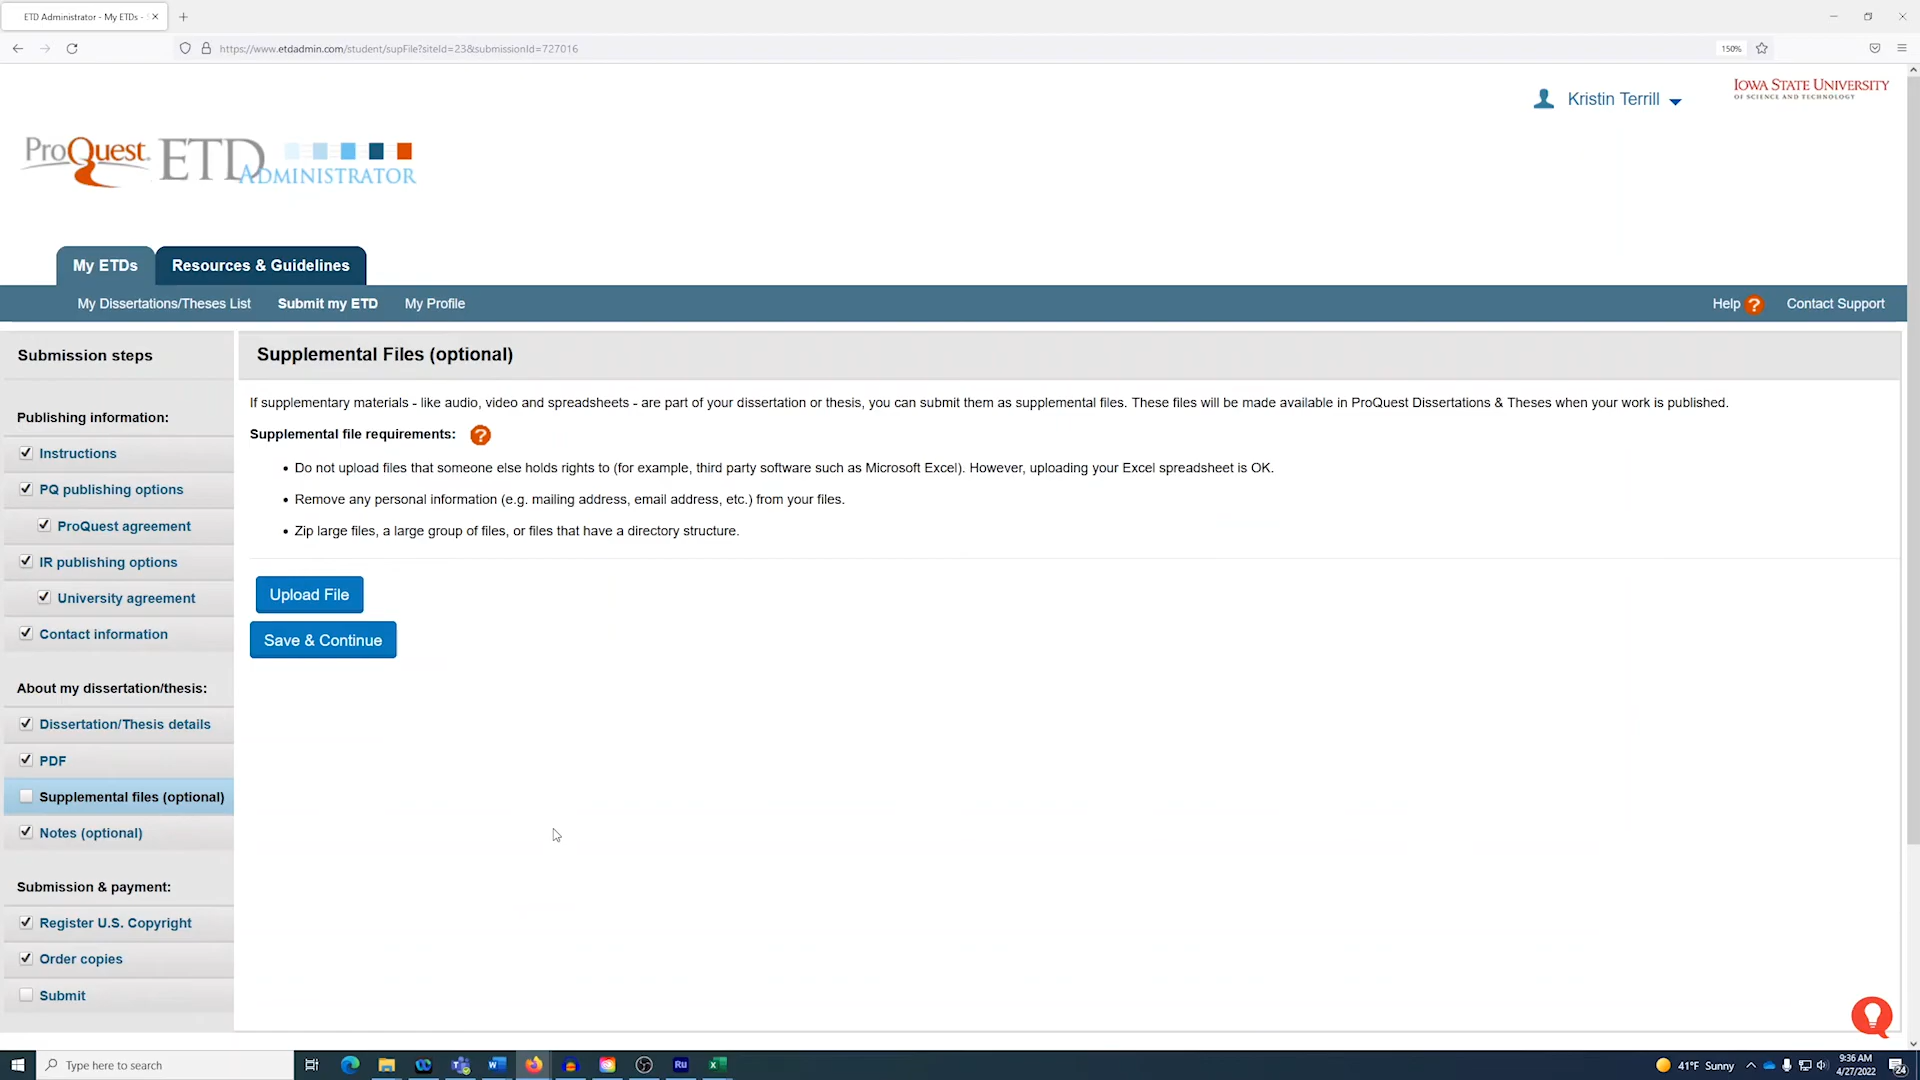 ETD Administrator - My ETDs -
https://www.etdadmin.com/student/supFile?siteId=23&submissionId=727016
150%
Kristin Terrill
IOWA STATE UNIVERSITY
OF SCIENCE AND TECHNOLOGY
ProQuest ETD ADMINISTRATOR
My ETDs
Resources & Guidelines
My Dissertations/Theses List
Submit my ETD
My Profile
Help ?
Contact Support
Submission steps
Publishing information:
Instructions
PQ publishing options
ProQuest agreement
IR publishing options
University agreement
Contact information
About my dissertation/thesis:
Dissertation/Thesis details
PDF
Supplemental files (optional)
Notes (optional)
Submission & payment:
Register U.S. Copyright
Order copies
Submit
Supplemental Files (optional)
If supplementary materials - like audio, video and spreadsheets - are part of your dissertation or thesis, you can submit them as supplemental files. These files will be made available in ProQuest Dissertations & Theses when your work is published.
Supplemental file requirements: ?
• Do not upload files that someone else holds rights to (for example, third party software such as Microsoft Excel). However, uploading your Excel spreadsheet is OK.
• Remove any personal information (e.g. mailing address, email address, etc.) from your files.
• Zip large files, a large group of files, or files that have a directory structure.
Upload File
Save & Continue
Type here to search
Ru
41°F Sunny
9:36 AM
4/27/2022
24